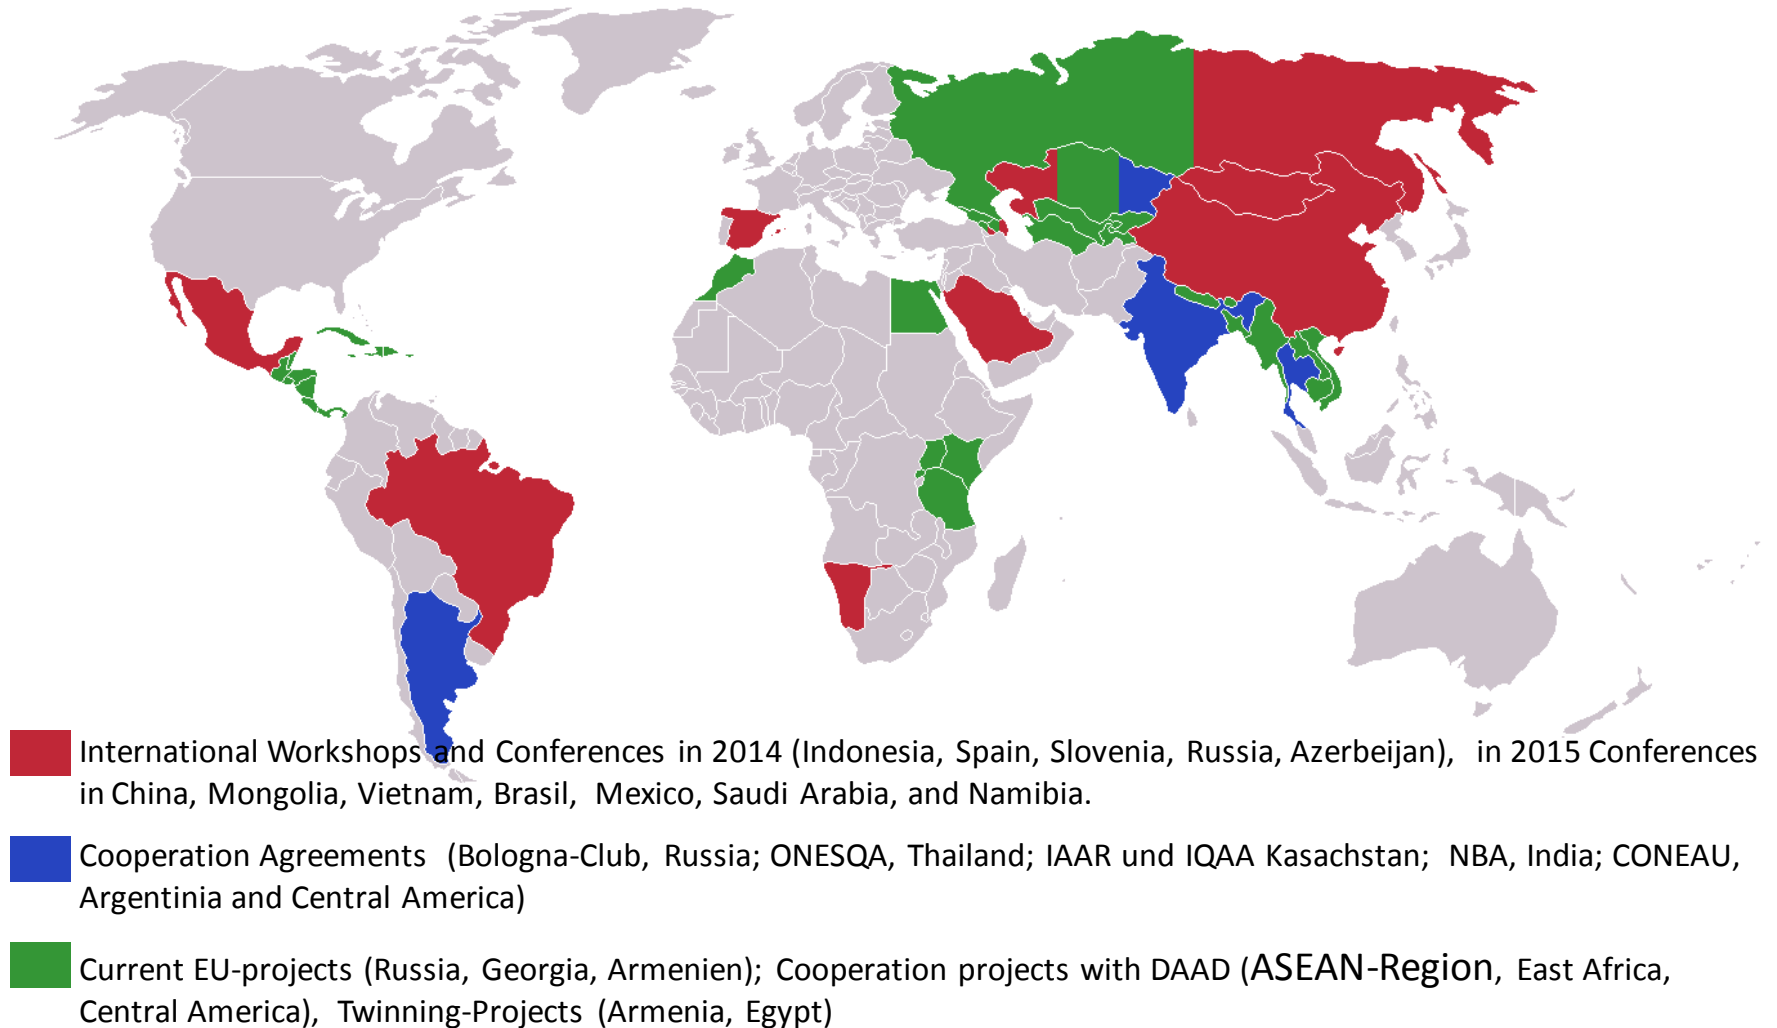 International Workshops and Conferences in 2014 (Indonesia, Spain, Slovenia, Russia, Azerbeijan), in 2015 Conferences
in China, Mongolia, Vietnam, Brasil, Mexico, Saudi Arabia, and Namibia.
Cooperation Agreements (Bologna-Club, Russia; ONESQA, Thailand; IAAR und IQAA Kasachstan; NBA, India; CONEAU,
Argentinia and Central America)
Current EU-projects (Russia, Georgia, Armenien); Cooperation projects with DAAD (ASEAN-Region, East Africa,
Central America), Twinning-Projects (Armenia, Egypt)